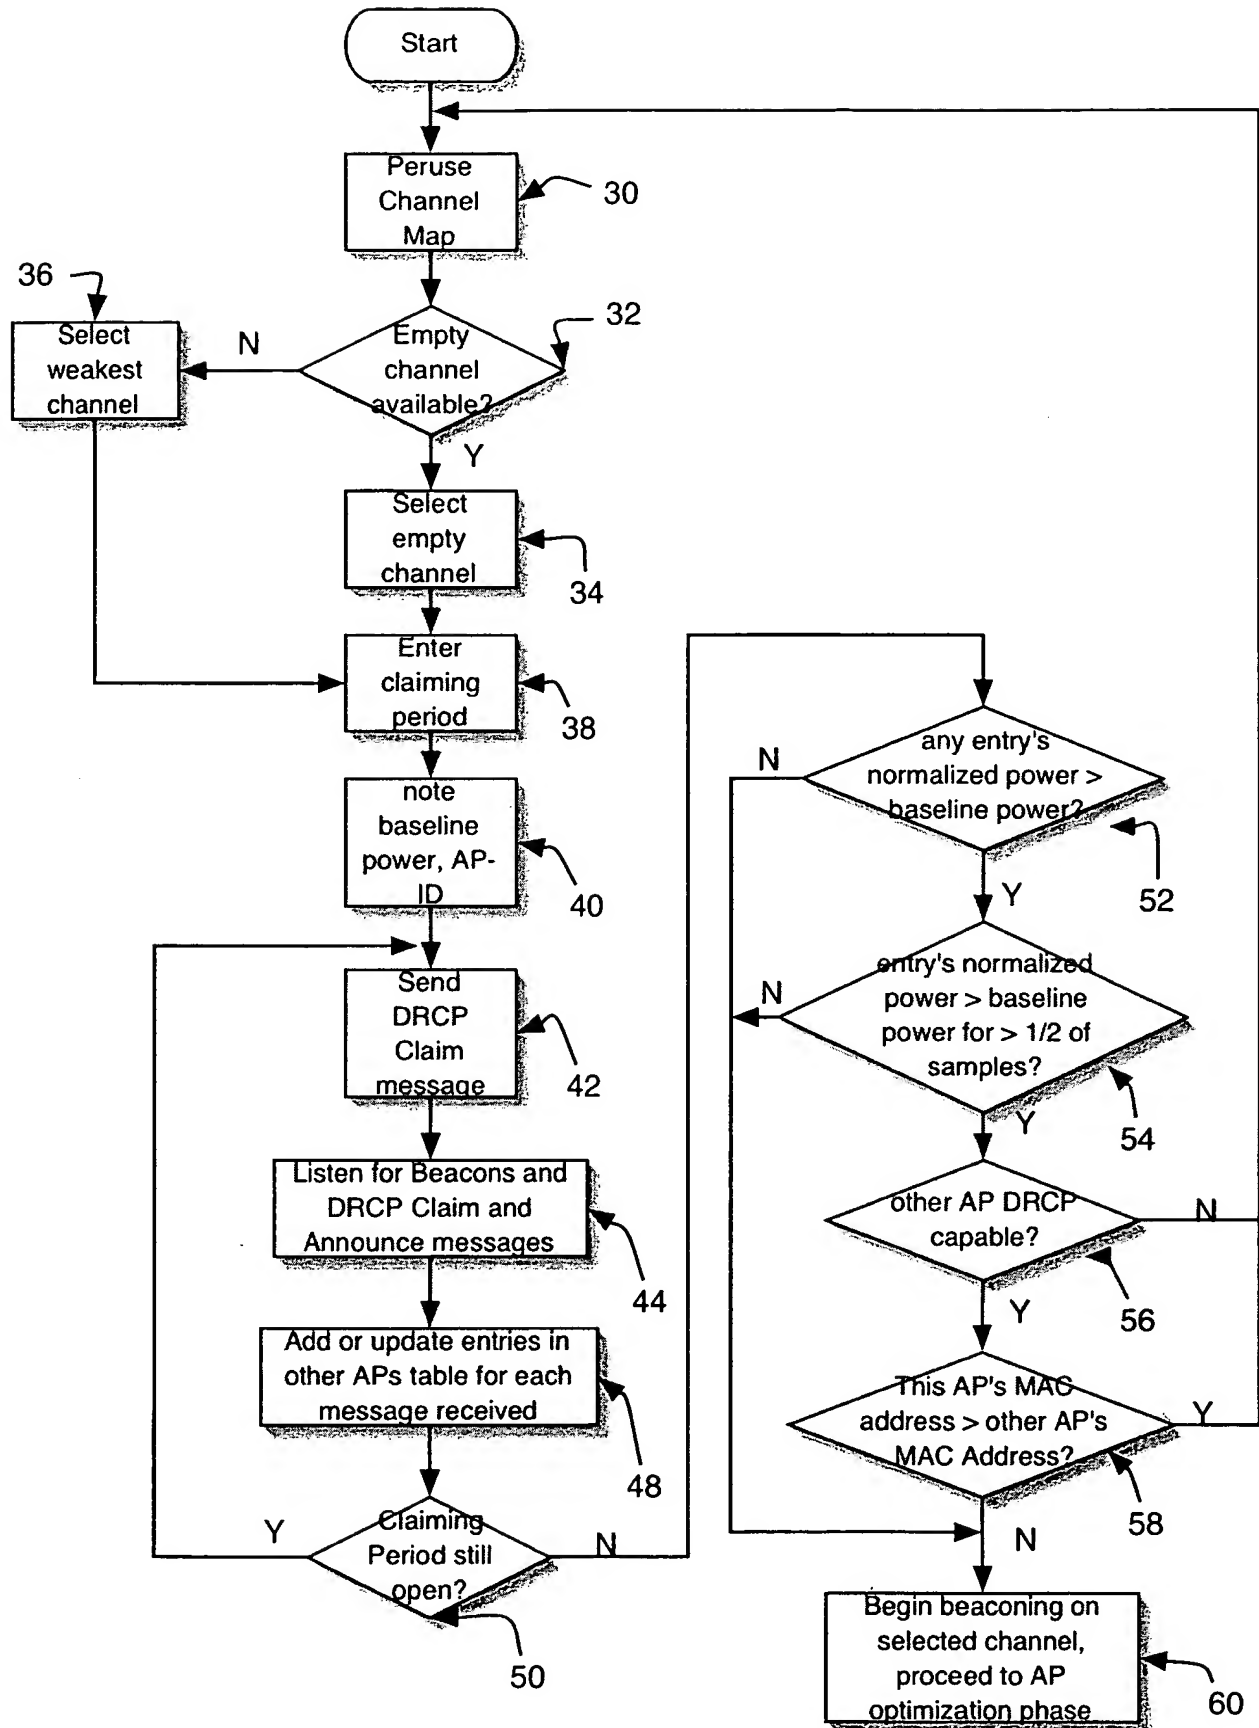 Start
Peruse
Channel
Map
30
36
Select
weakest
channel
N
Empty
channel
available?
32
Y
Select
empty
channel
34
Enter
claiming
period
38
note
baseline
power, AP-
ID
40
Send
DRCP
Claim
message
42
Listen for Beacons and
DRCP Claim and
Announce messages
44
Add or update entries in
other APs table for each
message received
48
Y
Claiming
Period still
open?
N
50
N
any entry's
normalized power >
baseline power?
52
Y
N
entry's normalized
power > baseline
power for > 1/2 of
samples?
54
Y
other AP DRCP
capable?
N
56
Y
This AP's MAC
address > other AP's
MAC Address?
Y
58
N
Begin beaconing on
selected channel,
proceed to AP
optimization phase
60